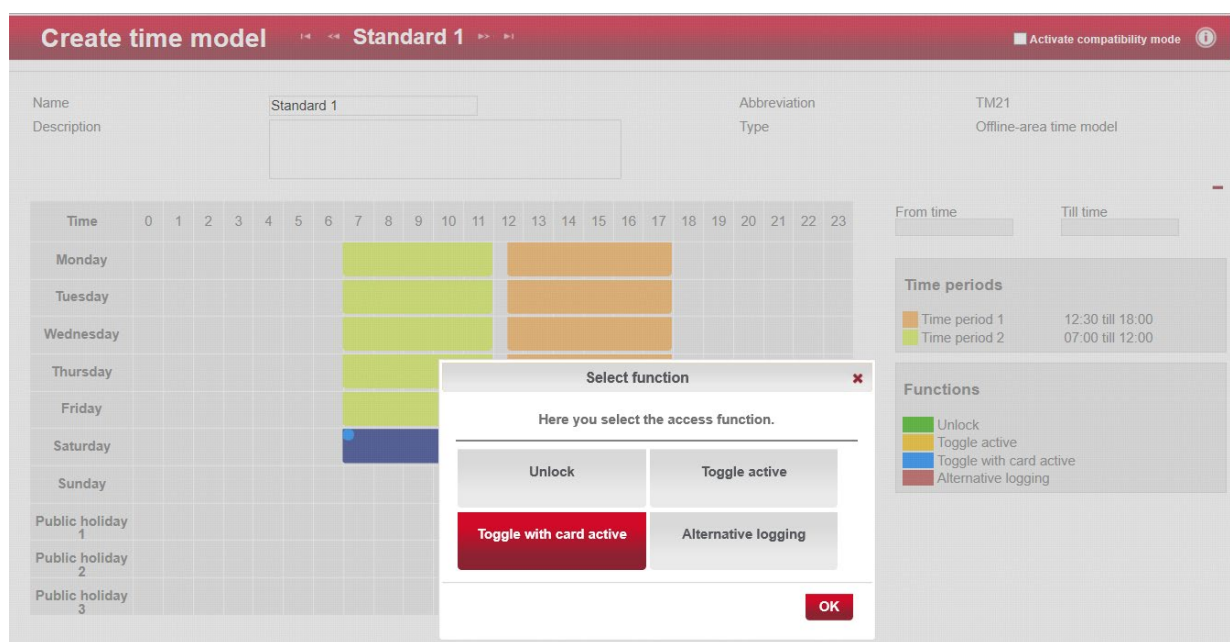 Create time model Standard 1 Activate compatibility mode
Name Standard 1 Abbreviation TM21
Description Type Offline-area time model
Time 0 1 2 3 4 5 6 7 8 9 10 11 12 13 14 15 16 17 18 19 20 21 22 23
From time Till time
Monday
Tuesday
Wednesday
Thursday
Friday
Saturday
Sunday
Public holiday
1
Public holiday
2
Public holiday
3
Time periods
Time period 1 12:30 till 18:00
Time period 2 07:00 till 12:00
Functions
Unlock
Toggle active
Toggle with card active
Alternative logging
Select function
Here you select the access function.
Unlock Toggle active
Toggle with card active Alternative logging
OK